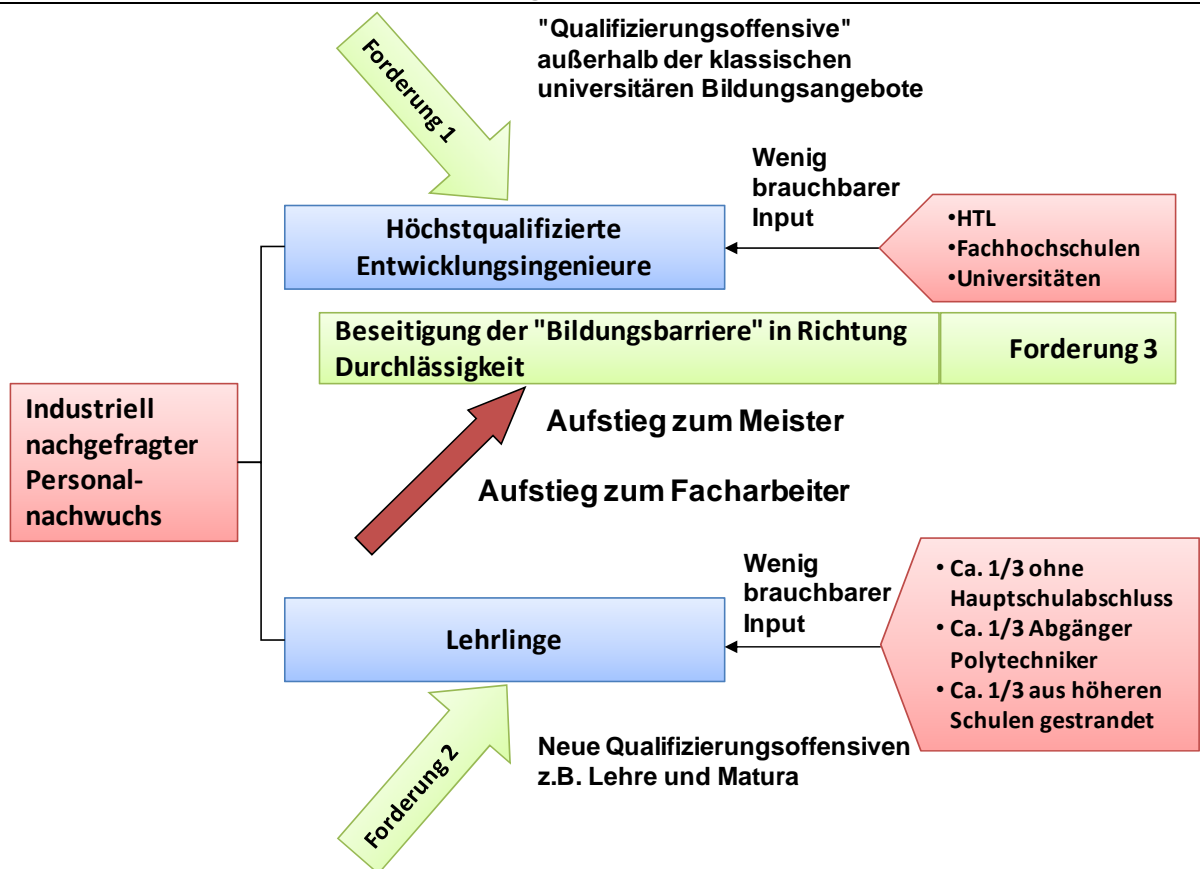 "Qualifizierungsoffensive"
außerhalb der klassischen
universitären Bildungsangebote
Forderung 1
Wenig
brauchbarer
Input
Höchstqualifizierte
Entwicklungsingenieure
•HTL
•Fachhochschulen
•Universitäten
Beseitigung der "Bildungsbarriere" in Richtung
Durchlässigkeit
Forderung 3
Industriell
nachgefragter
Personal-
nachwuchs
Aufstieg zum Meister
Aufstieg zum Facharbeiter
Wenig
brauchbarer
Input
Lehrlinge
• Ca. 1/3 ohne
Hauptschulabschluss
• Ca. 1/3 Abgänger
Polytechniker
• Ca. 1/3 aus höheren
Schulen gestrandet
Forderung 2
Neue Qualifizierungsoffensiven
z.B. Lehre und Matura